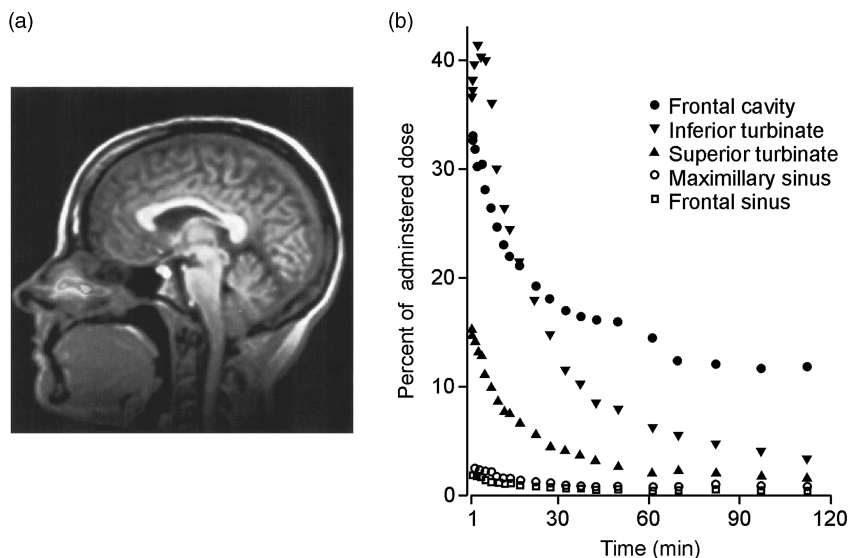 (a)
(b)
40
30
20
10
0
Percent of adminstered dose
Frontal cavity
Inferior turbinate
Superior turbinate
Maximillary sinus
Frontal sinus
1 30 60 90 120
Time (min)